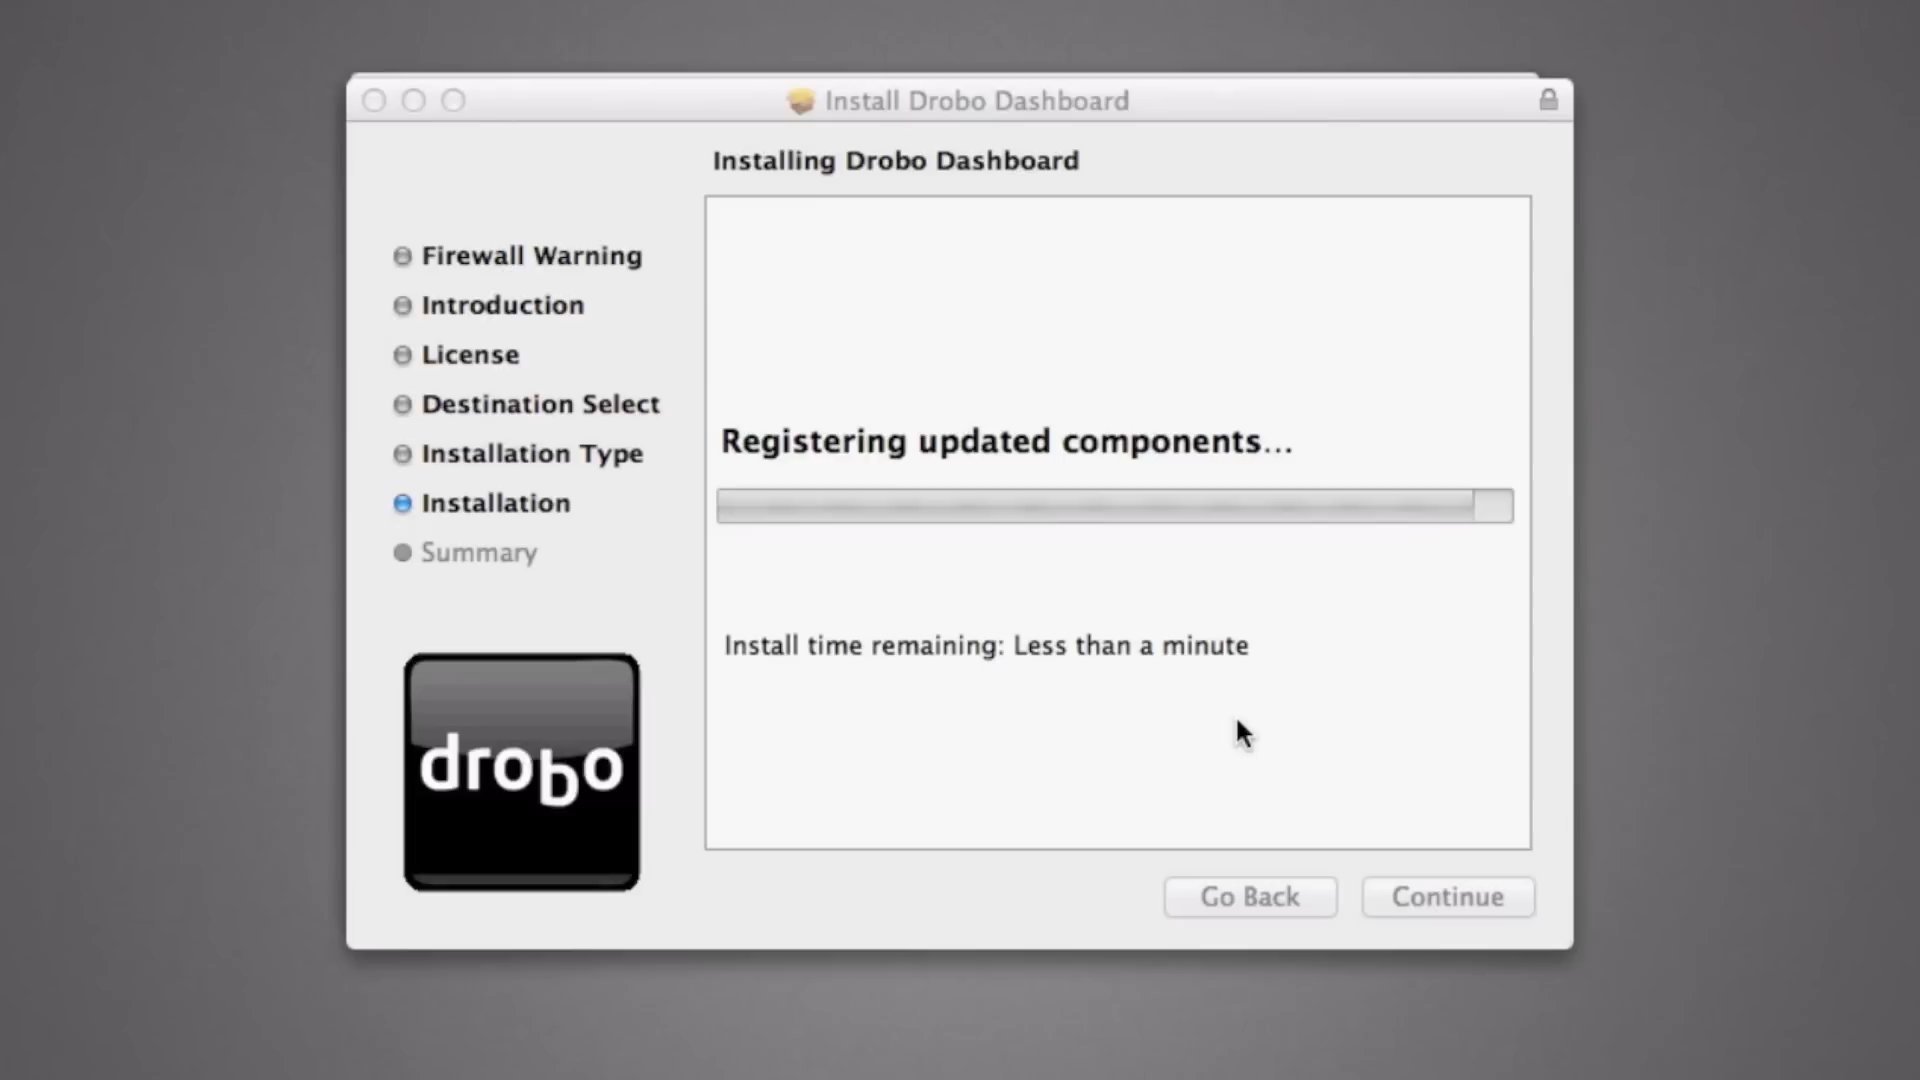 Install Drobo Dashboard
Installing Drobo Dashboard
Firewall Warning
Introduction
License
Destination Select
Installation Type
Installation
Summary
Registering updated components...
Install time remaining: Less than a minute
drobo
Go Back
Continue